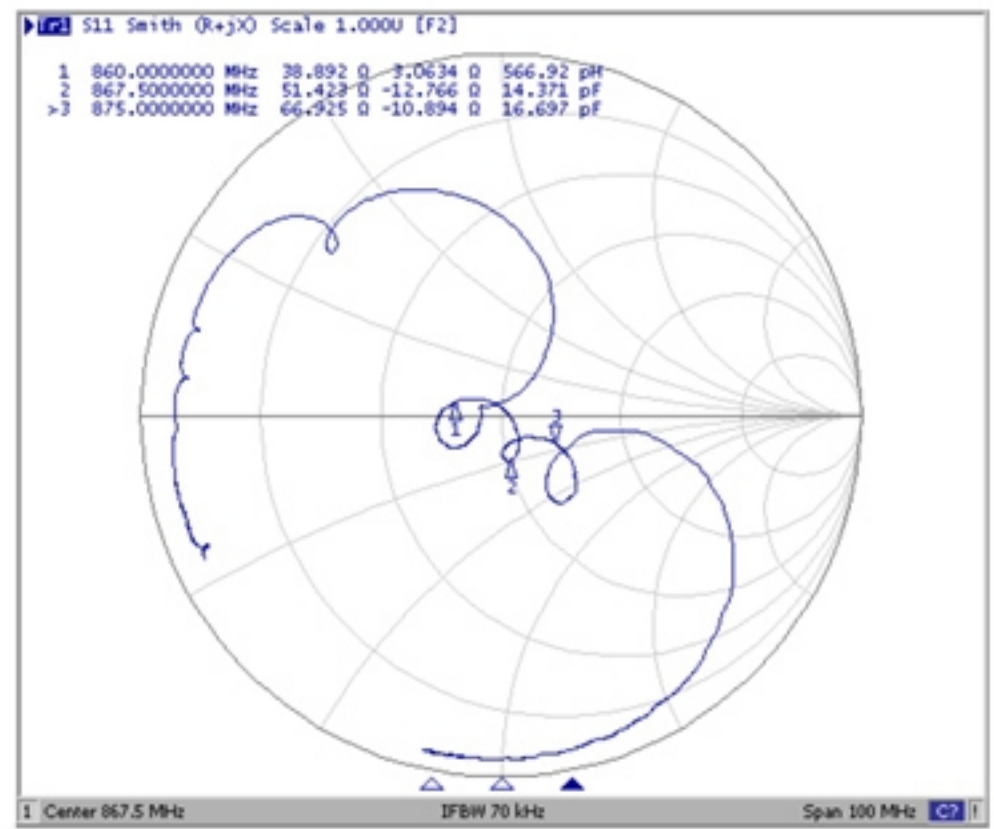 Tr1 S11 Smith (R+jX) Scale 1.000U [F2]
1 860.0000000 MHz 38.892 Ω 3.0634 Ω 566.92 pH
2 867.5000000 MHz 51.423 Ω -12.766 Ω 14.371 pF
>3 875.0000000 MHz 66.925 Ω -10.894 Ω 16.697 pF
3
1
2
1 Center 867.5 MHz IFBW 70 kHz Span 100 MHz C? !